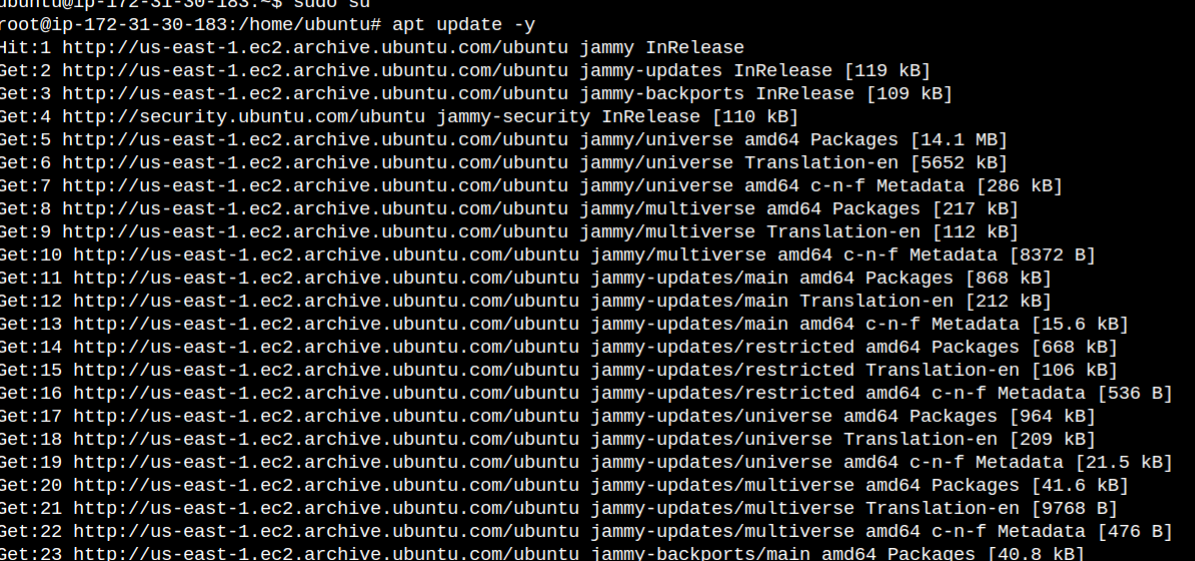 ubuntu@ip-172-31-30-183:~$ sudo su
root@ip-172-31-30-183:/home/ubuntu# apt update -y
Hit:1 http://us-east-1.ec2.archive.ubuntu.com/ubuntu jammy InRelease
Get:2 http://us-east-1.ec2.archive.ubuntu.com/ubuntu jammy-updates InRelease [119 kB]
Get:3 http://us-east-1.ec2.archive.ubuntu.com/ubuntu jammy-backports InRelease [109 kB]
Get:4 http://security.ubuntu.com/ubuntu jammy-security InRelease [110 kB]
Get:5 http://us-east-1.ec2.archive.ubuntu.com/ubuntu jammy/universe amd64 Packages [14.1 MB]
Get:6 http://us-east-1.ec2.archive.ubuntu.com/ubuntu jammy/universe Translation-en [5652 kB]
Get:7 http://us-east-1.ec2.archive.ubuntu.com/ubuntu jammy/universe amd64 c-n-f Metadata [286 kB]
Get:8 http://us-east-1.ec2.archive.ubuntu.com/ubuntu jammy/multiverse amd64 Packages [217 kB]
Get:9 http://us-east-1.ec2.archive.ubuntu.com/ubuntu jammy/multiverse Translation-en [112 kB]
Get:10 http://us-east-1.ec2.archive.ubuntu.com/ubuntu jammy/multiverse amd64 c-n-f Metadata [8372 B]
Get:11 http://us-east-1.ec2.archive.ubuntu.com/ubuntu jammy-updates/main amd64 Packages [868 kB]
Get:12 http://us-east-1.ec2.archive.ubuntu.com/ubuntu jammy-updates/main Translation-en [212 kB]
Get:13 http://us-east-1.ec2.archive.ubuntu.com/ubuntu jammy-updates/main amd64 c-n-f Metadata [15.6 kB]
Get:14 http://us-east-1.ec2.archive.ubuntu.com/ubuntu jammy-updates/restricted amd64 Packages [668 kB]
Get:15 http://us-east-1.ec2.archive.ubuntu.com/ubuntu jammy-updates/restricted Translation-en [106 kB]
Get:16 http://us-east-1.ec2.archive.ubuntu.com/ubuntu jammy-updates/restricted amd64 c-n-f Metadata [536 B]
Get:17 http://us-east-1.ec2.archive.ubuntu.com/ubuntu jammy-updates/universe amd64 Packages [964 kB]
Get:18 http://us-east-1.ec2.archive.ubuntu.com/ubuntu jammy-updates/universe Translation-en [209 kB]
Get:19 http://us-east-1.ec2.archive.ubuntu.com/ubuntu jammy-updates/universe amd64 c-n-f Metadata [21.5 kB]
Get:20 http://us-east-1.ec2.archive.ubuntu.com/ubuntu jammy-updates/multiverse amd64 Packages [41.6 kB]
Get:21 http://us-east-1.ec2.archive.ubuntu.com/ubuntu jammy-updates/multiverse Translation-en [9768 B]
Get:22 http://us-east-1.ec2.archive.ubuntu.com/ubuntu jammy-updates/multiverse amd64 c-n-f Metadata [476 B]
Get:23 http://us-east-1.ec2.archive.ubuntu.com/ubuntu jammy-backports/main amd64 Packages [40.8 kB]